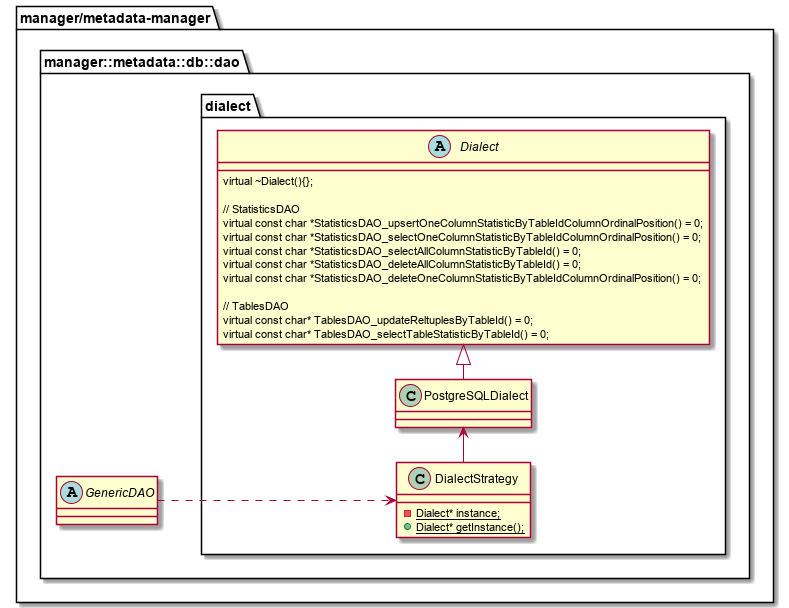 manager/metadata-manager
manager::metadata::db::dao
dialect
A Dialect
virtual ~Dialect(){};
// StatisticsDAO
virtual const char *StatisticsDAO_upsertOneColumnStatisticByTableIdColumnOrdinalPosition() = 0;
virtual const char *StatisticsDAO_selectOneColumnStatisticByTableIdColumnOrdinalPosition() = 0;
virtual const char *StatisticsDAO_selectAllColumnStatisticByTableId() = 0;
virtual const char *StatisticsDAO_deleteAllColumnStatisticByTableId() = 0;
virtual const char *StatisticsDAO_deleteOneColumnStatisticByTableIdColumnOrdinalPosition() = 0;
// TablesDAO
virtual const char* TablesDAO_updateReltuplesByTableId() = 0;
virtual const char* TablesDAO_selectTableStatisticByTableId() = 0;
C PostgreSQLDialect
C DialectStrategy
Dialect* instance;
Dialect* getInstance();
A GenericDAO